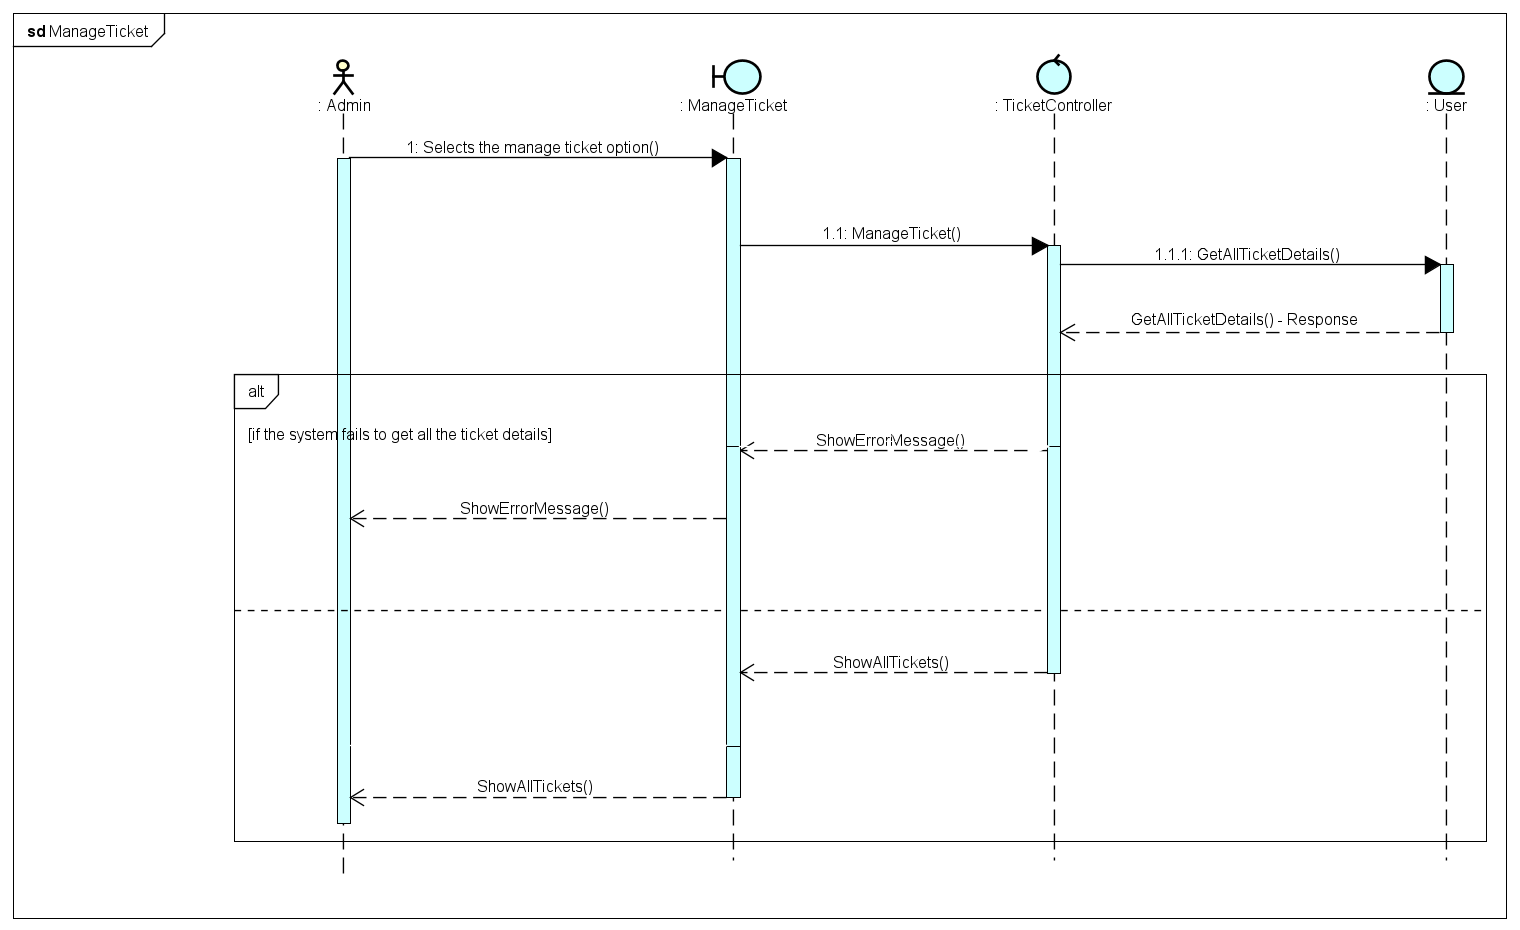 sd ManageTicket
: Admin
: ManageTicket
: TicketController
: User
1: Selects the manage ticket option()
1.1: ManageTicket()
1.1.1: GetAllTicketDetails()
GetAllTicketDetails() - Response
alt
[if the system fails to get all the ticket details]
ShowErrorMessage()
ShowErrorMessage()
ShowAllTickets()
ShowAllTickets()